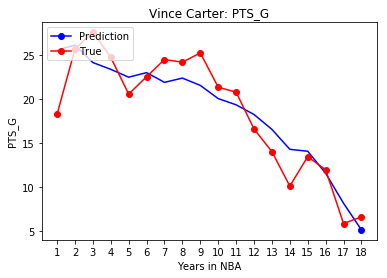 Vince Carter: PTS_G
Prediction
True
PTS_G
25
20
15
10
5
1 2 3 4 5 6 7 8 9 10 11 12 13 14 15 16 17 18
Years in NBA